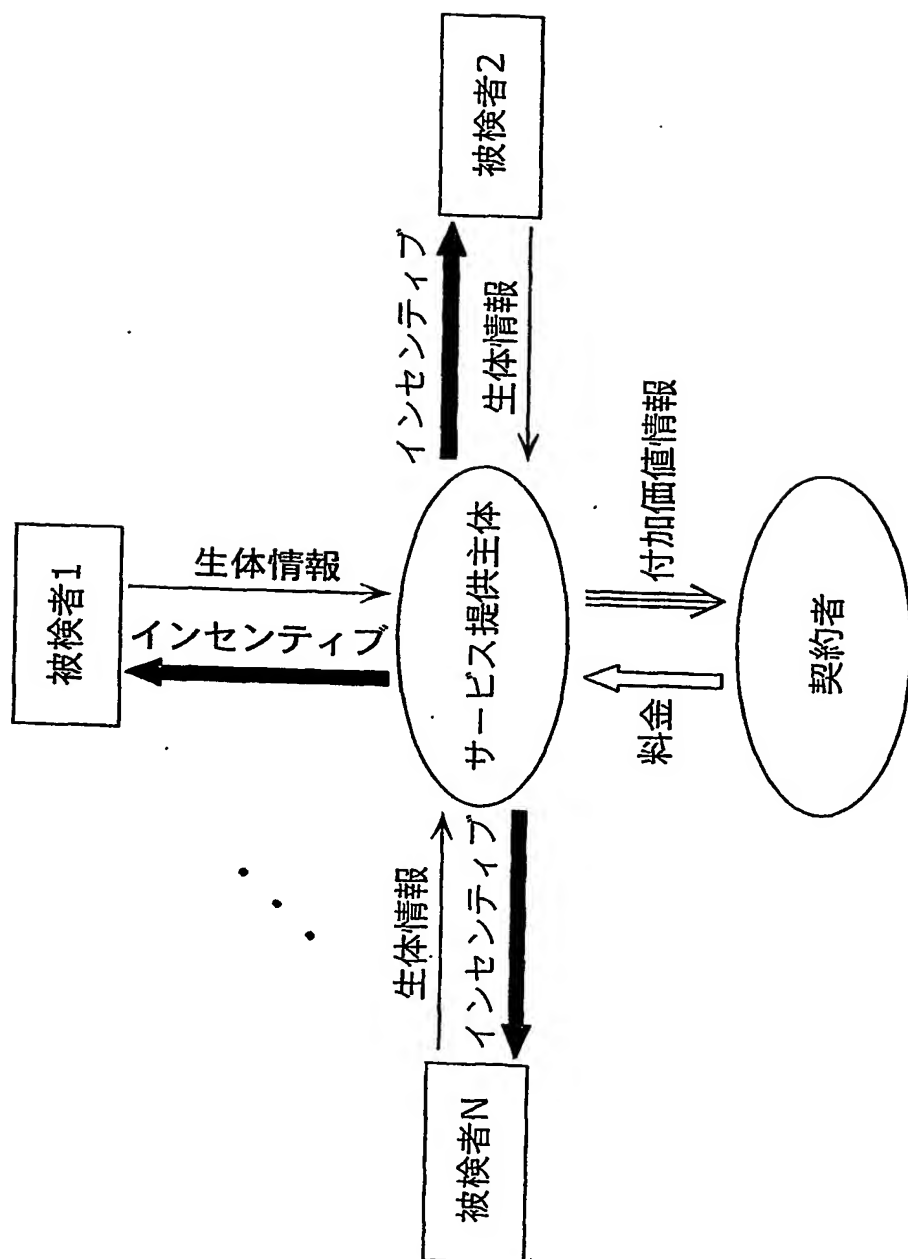 被検者1
生体情報
インセンティブ
被検者2
インセンティブ
生体情報
サービス提供主体
生体情報
インセンティブ
被検者N
付加価値情報
料金
契約者